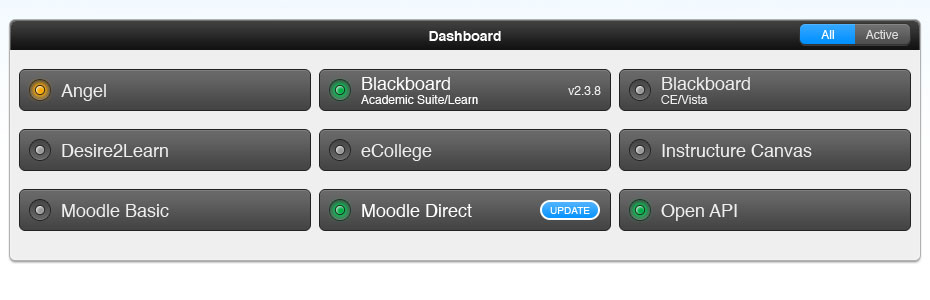 Dashboard
All Active
Angel
Blackboard
Academic Suite/Learn
v2.3.8
Blackboard
CE/Vista
Desire2Learn
eCollege
Instructure Canvas
Moodle Basic
Moodle Direct
UPDATE
Open API